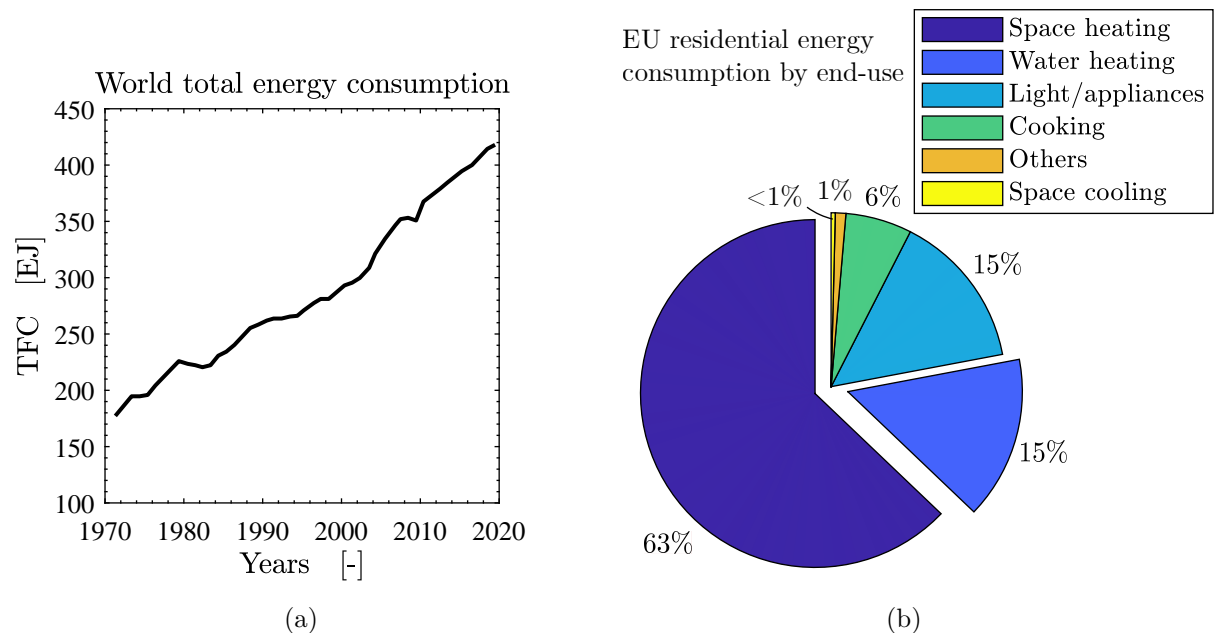 World total energy consumption
450
400
350
300
250
200
150
100
TFC [EJ]
1970 1980 1990 2000 2010 2020
Years [-]
(a)
EU residential energy
consumption by end-use
Space heating
Water heating
Light/appliances
Cooking
Others
Space cooling
<1% 1% 6%
15%
15%
63%
(b)